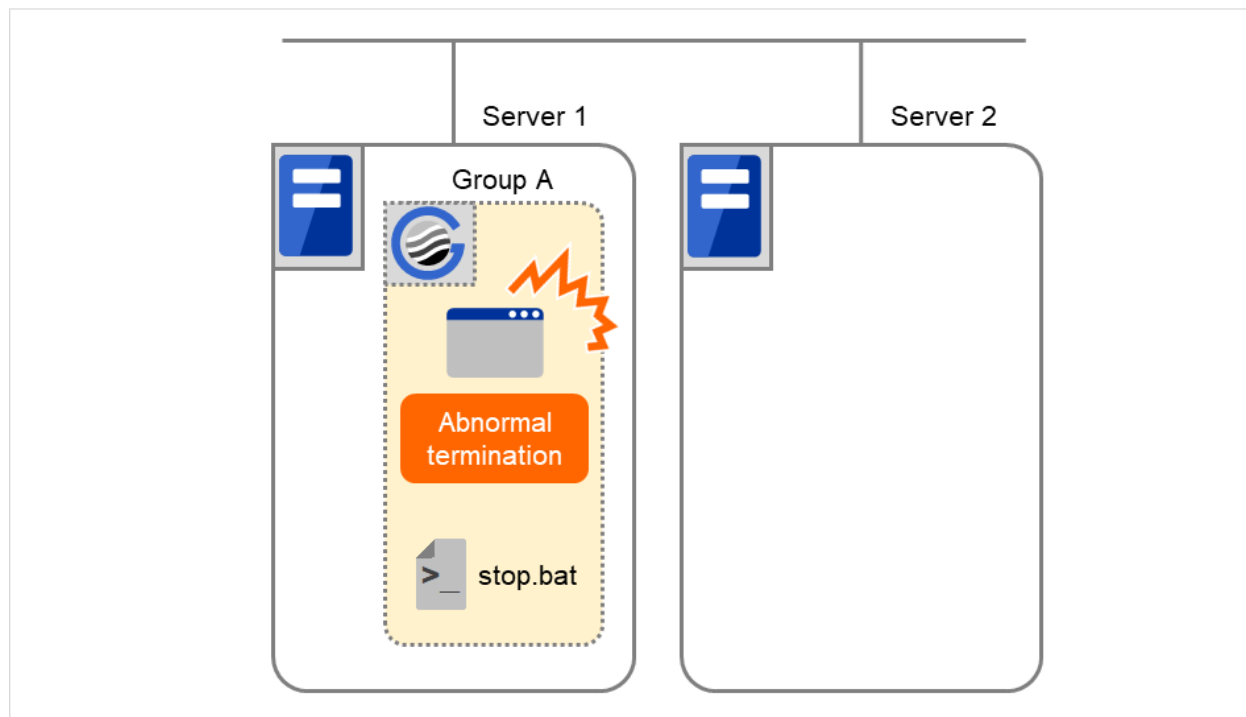 Server 1
Server 2
Group A
Abnormal
termination
>_
stop.bat